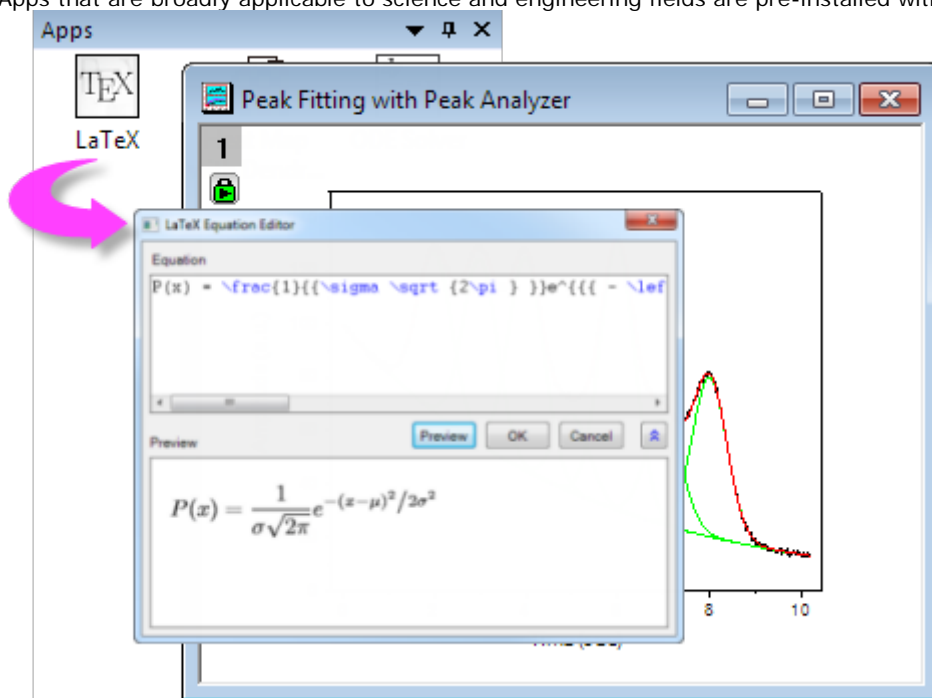 Apps that are broadly applicable to science and engineering fields are pre-installed
Apps
TEX
LaTeX
Peak Fitting with Peak Analyzer
1
LaTeX Equation Editor
Equation
P(x) = \frac{1}{{\sigma \sqrt {2\pi } }}e^{{{ - \lef
Preview OK Cancel
Preview
P(x) = 1/σ√2π e^−(x−μ)²/2σ²
8 10